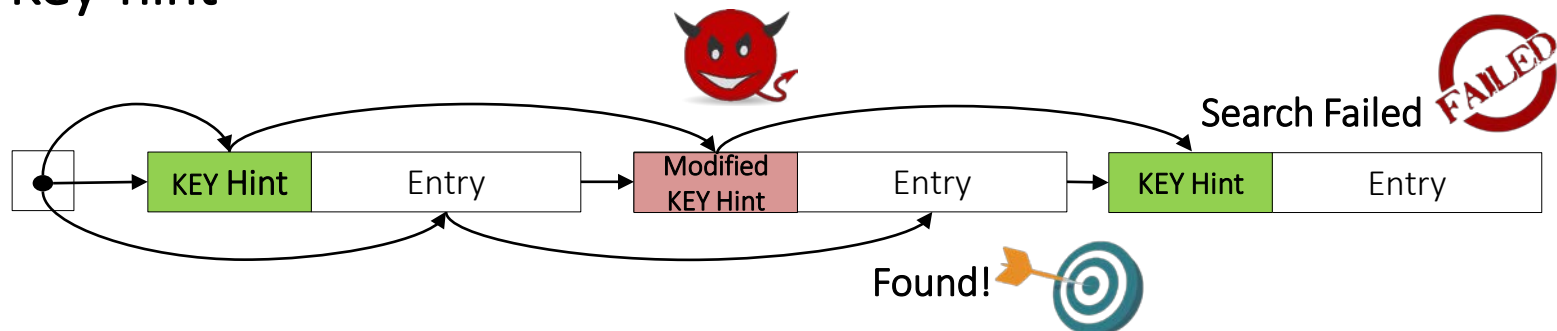 Key-hint
Search Failed
FAILED
KEY Hint
Entry
Modified
KEY Hint
Entry
KEY Hint
Entry
Found!